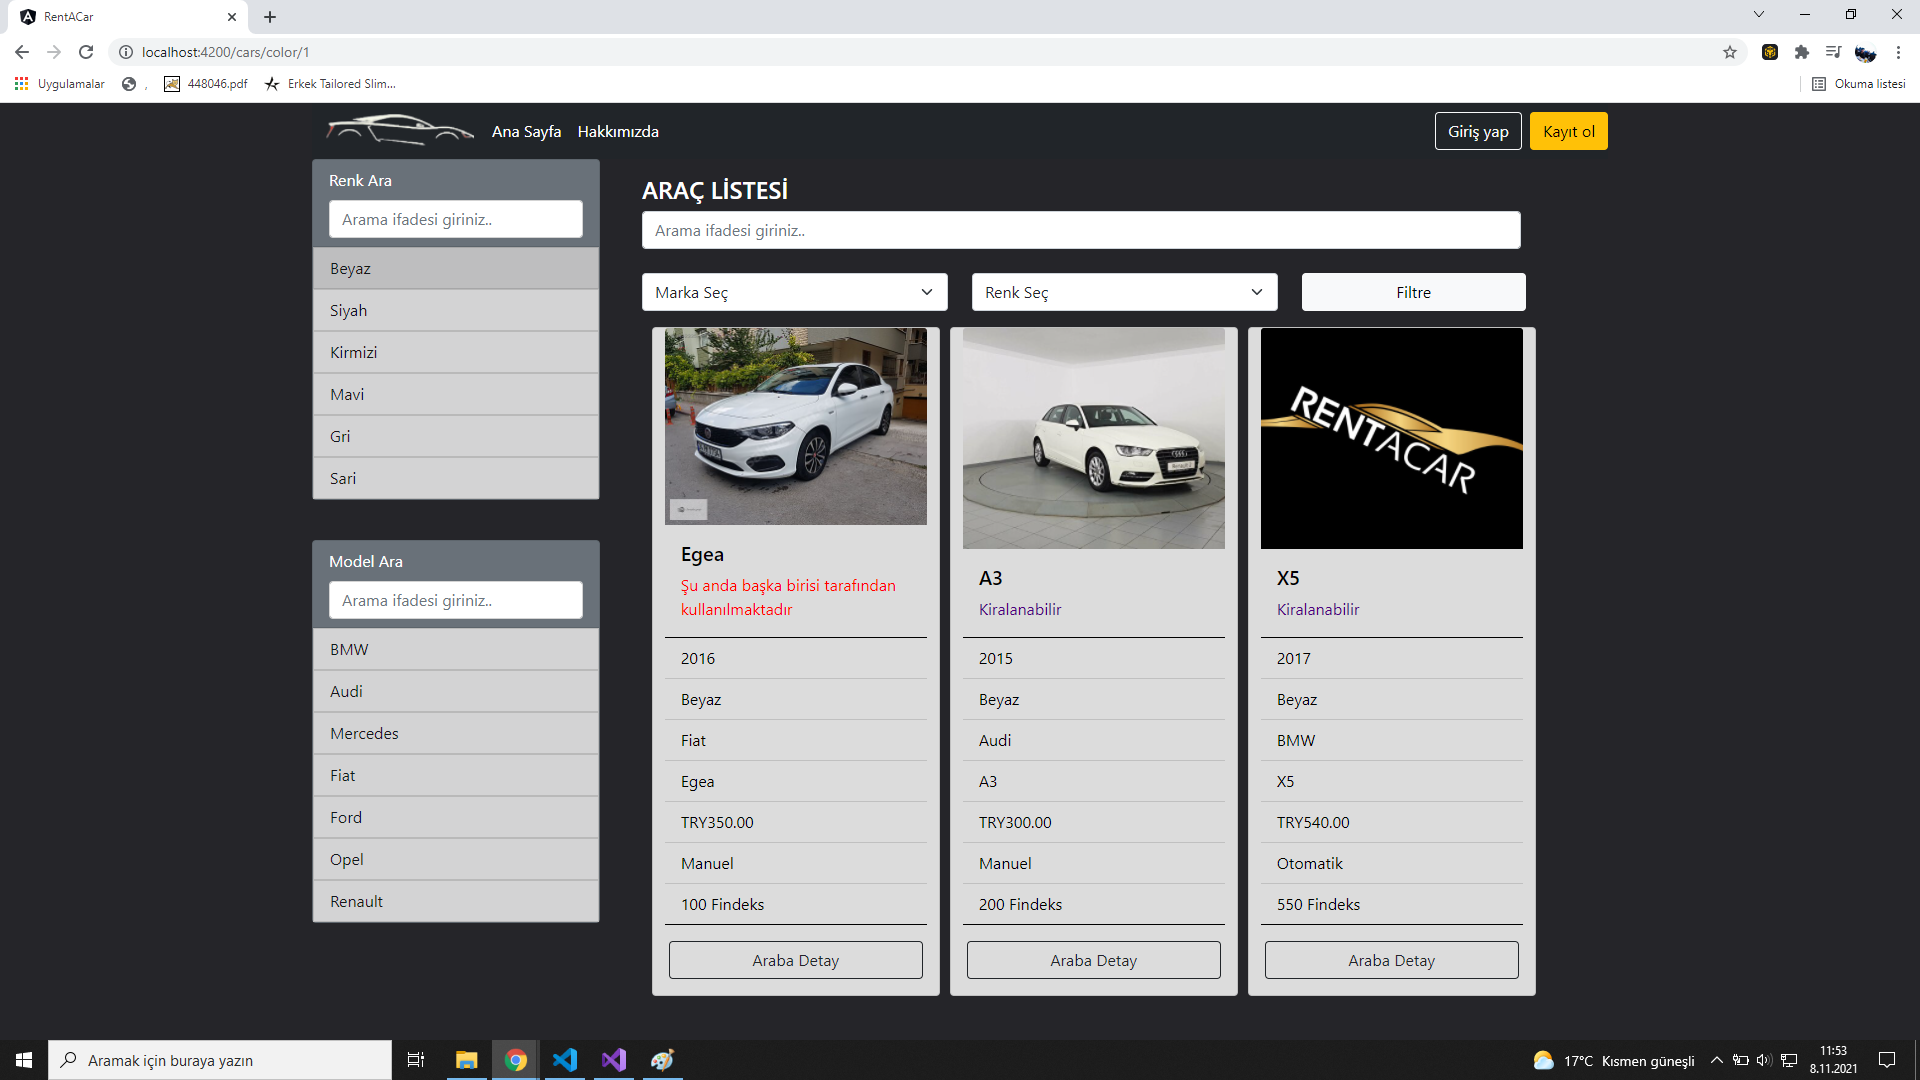 RentACar
localhost:4200/cars/color/1
Uygulamalar
,
448046.pdf
Erkek Tailored Slim...
Okuma listesi
Ana Sayfa
Hakkımızda
Giriş yap
Kayıt ol
Renk Ara
Arama ifadesi giriniz..
Beyaz
Siyah
Kirmizi
Mavi
Gri
Sari
Model Ara
Arama ifadesi giriniz..
BMW
Audi
Mercedes
Fiat
Ford
Opel
Renault
ARAÇ LİSTESİ
Arama ifadesi giriniz..
Marka Seç
Renk Seç
Filtre
Egea
Şu anda başka birisi tarafından
kullanılmaktadır
2016
Beyaz
Fiat
Egea
TRY350.00
Manuel
100 Findeks
Araba Detay
A3
Kiralanabilir
2015
Beyaz
Audi
A3
TRY300.00
Manuel
200 Findeks
Araba Detay
RENTACAR
X5
Kiralanabilir
2017
Beyaz
BMW
X5
TRY540.00
Otomatik
550 Findeks
Araba Detay
Aramak için buraya yazın
17°C Kısmen güneşli
11:53
8.11.2021